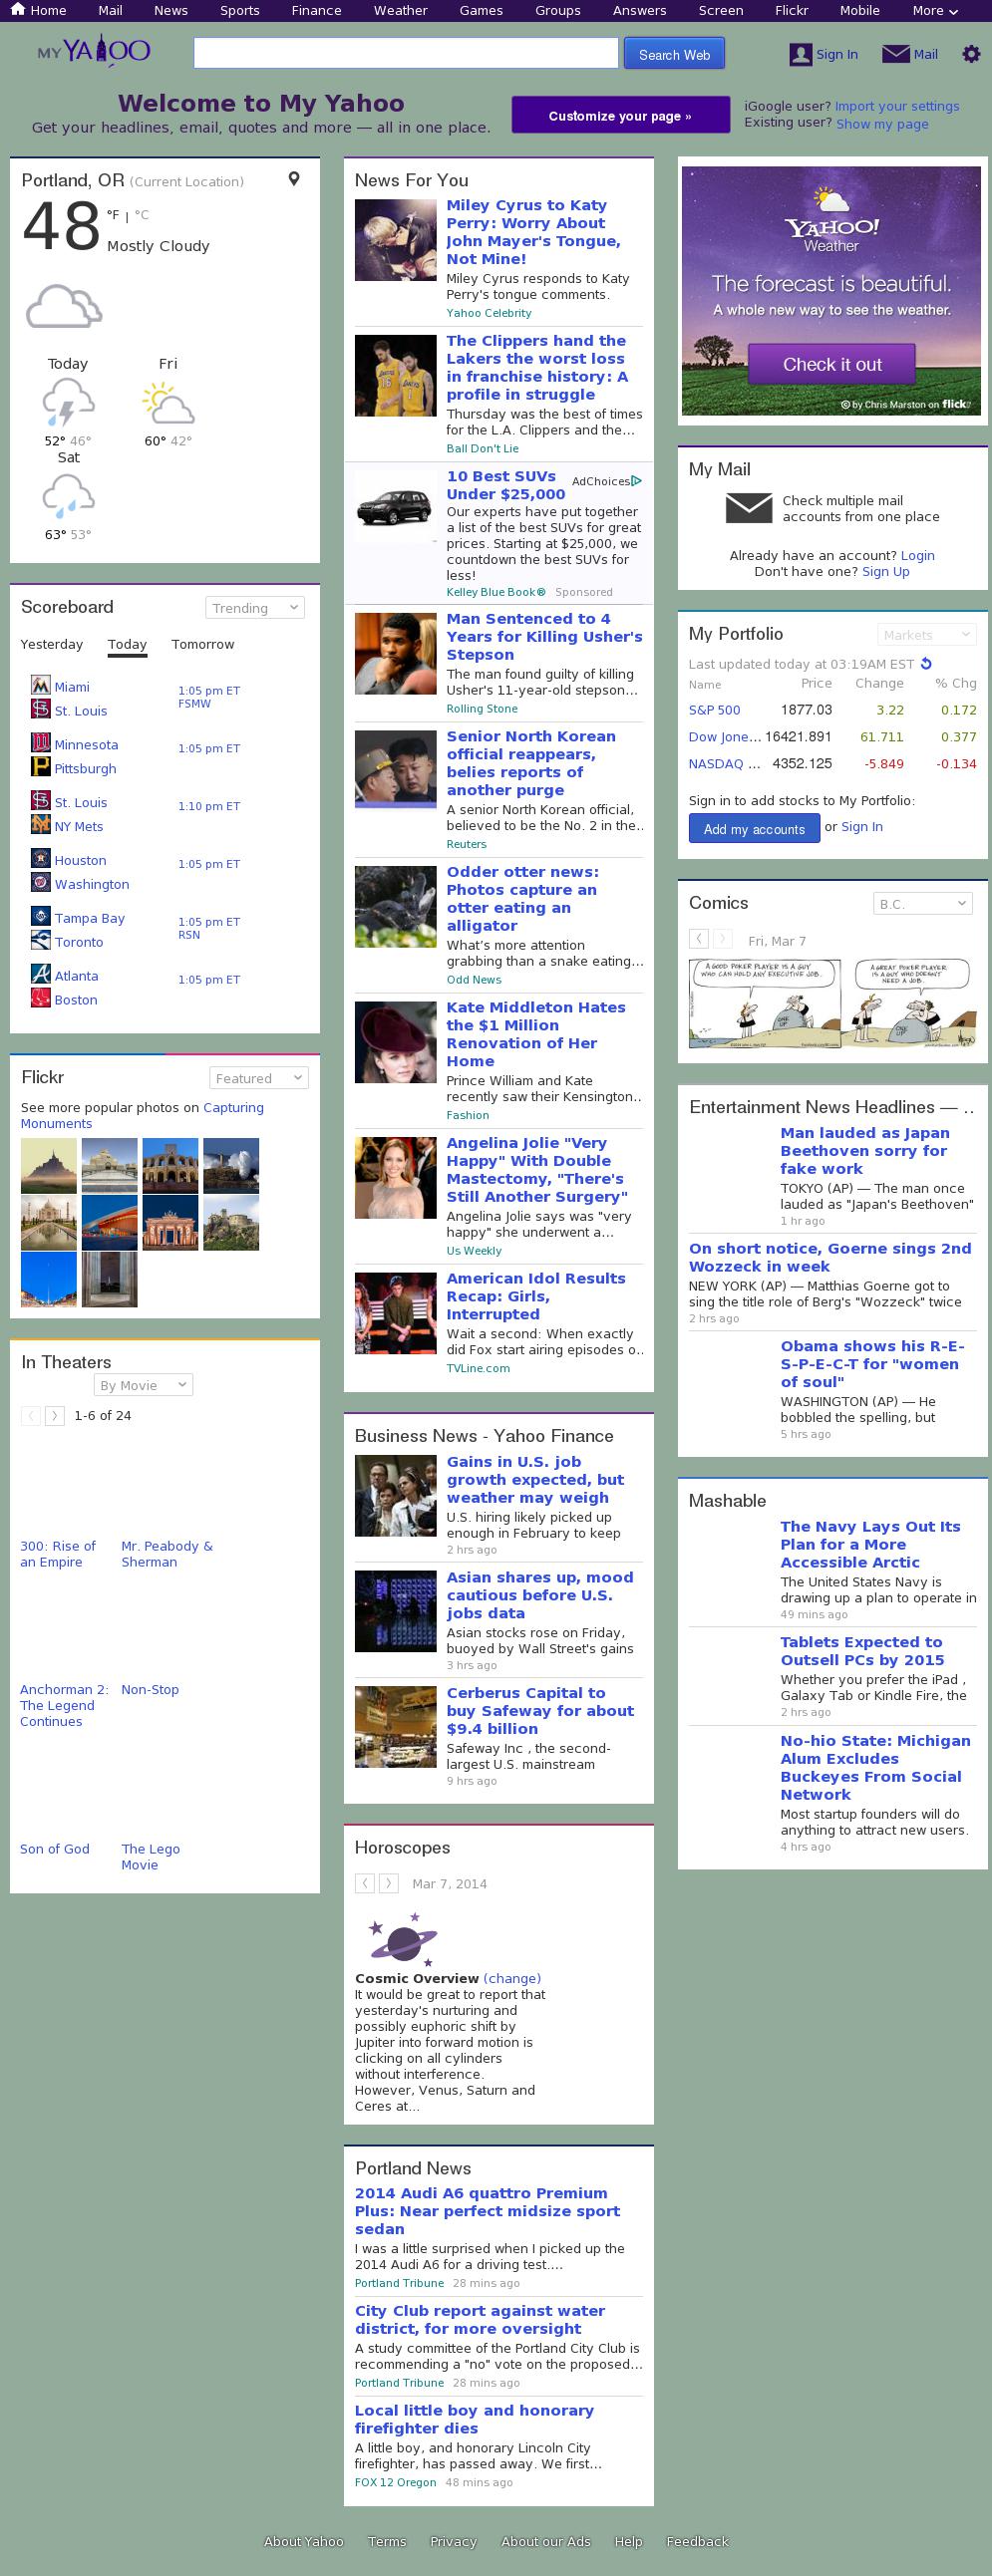 Home Mail News Sports Finance Weather Games Groups Answers Screen Flickr Mobile More
MY YAHOO
Search Web
Sign In
Mail
Welcome to My Yahoo
Get your headlines, email, quotes and more — all in one place.
Customize your page »
iGoogle user? Import your settings
Existing user? Show my page
Portland, OR (Current Location)
48 °F | °C
Mostly Cloudy
Today Fri
52° 46° 60° 42°
Sat
63° 53°
Scoreboard Trending
Yesterday Today Tomorrow
Miami 1:05 pm ET
St. Louis FSMW
Minnesota 1:05 pm ET
Pittsburgh
St. Louis 1:10 pm ET
NY Mets
Houston 1:05 pm ET
Washington
Tampa Bay 1:05 pm ET
Toronto RSN
Atlanta 1:05 pm ET
Boston
Flickr Featured
See more popular photos on Capturing
Monuments
In Theaters
By Movie
1-6 of 24
300: Rise of
an Empire
Mr. Peabody &
Sherman
Anchorman 2:
The Legend
Continues
Non-Stop
Son of God
The Lego
Movie
News For You
Miley Cyrus to Katy
Perry: Worry About
John Mayer's Tongue,
Not Mine!
Miley Cyrus responds to Katy
Perry's tongue comments.
Yahoo Celebrity
The Clippers hand the
Lakers the worst loss
in franchise history: A
profile in struggle
Thursday was the best of times
for the L.A. Clippers and the...
Ball Don't Lie
10 Best SUVs
Under $25,000
AdChoices
Our experts have put together
a list of the best SUVs for great
prices. Starting at $25,000, we
countdown the best SUVs for
less!
Kelley Blue Book® Sponsored
Man Sentenced to 4
Years for Killing Usher's
Stepson
The man found guilty of killing
Usher's 11-year-old stepson...
Rolling Stone
Senior North Korean
official reappears,
belies reports of
another purge
A senior North Korean official,
believed to be the No. 2 in the..
Reuters
Odder otter news:
Photos capture an
otter eating an
alligator
What's more attention
grabbing than a snake eating...
Odd News
Kate Middleton Hates
the $1 Million
Renovation of Her
Home
Prince William and Kate
recently saw their Kensington..
Fashion
Angelina Jolie "Very
Happy" With Double
Mastectomy, "There's
Still Another Surgery"
Angelina Jolie says was "very
happy" she underwent a...
Us Weekly
American Idol Results
Recap: Girls,
Interrupted
Wait a second: When exactly
did Fox start airing episodes o..
TVLine.com
Business News - Yahoo Finance
Gains in U.S. job
growth expected, but
weather may weigh
U.S. hiring likely picked up
enough in February to keep
2 hrs ago
Asian shares up, mood
cautious before U.S.
jobs data
Asian stocks rose on Friday,
buoyed by Wall Street's gains
3 hrs ago
Cerberus Capital to
buy Safeway for about
$9.4 billion
Safeway Inc , the second-
largest U.S. mainstream
9 hrs ago
Horoscopes
Mar 7, 2014
Cosmic Overview (change)
It would be great to report that
yesterday's nurturing and
possibly euphoric shift by
Jupiter into forward motion is
clicking on all cylinders
without interference.
However, Venus, Saturn and
Ceres at...
Portland News
2014 Audi A6 quattro Premium
Plus: Near perfect midsize sport
sedan
I was a little surprised when I picked up the
2014 Audi A6 for a driving test....
Portland Tribune 28 mins ago
City Club report against water
district, for more oversight
A study committee of the Portland City Club is
recommending a "no" vote on the proposed...
Portland Tribune 28 mins ago
Local little boy and honorary
firefighter dies
A little boy, and honorary Lincoln City
firefighter, has passed away. We first...
FOX 12 Oregon 48 mins ago
YAHOO!
Weather
The forecast is beautiful.
A whole new way to see the weather.
Check it out
© by Chris Marston on flickr
My Mail
Check multiple mail
accounts from one place
Already have an account? Login
Don't have one? Sign Up
My Portfolio Markets
Last updated today at 03:19AM EST
Name Price Change % Chg
S&P 500 1877.03 3.22 0.172
Dow Jone... 16421.891 61.711 0.377
NASDAQ ... 4352.125 -5.849 -0.134
Sign in to add stocks to My Portfolio:
Add my accounts or Sign In
Comics B.C.
Fri, Mar 7
A GOOD POKER PLAYER IS A GUY
WHO CAN HOLD ANY EXECUTIVE JOB.
A GREAT POKER PLAYER
IS A GUY WHO DOESN'T
NEED A JOB.
Entertainment News Headlines — ..
Man lauded as Japan
Beethoven sorry for
fake work
TOKYO (AP) — The man once
lauded as "Japan's Beethoven"
1 hr ago
On short notice, Goerne sings 2nd
Wozzeck in week
NEW YORK (AP) — Matthias Goerne got to
sing the title role of Berg's "Wozzeck" twice
2 hrs ago
Obama shows his R-E-
S-P-E-C-T for "women
of soul"
WASHINGTON (AP) — He
bobbled the spelling, but
5 hrs ago
Mashable
The Navy Lays Out Its
Plan for a More
Accessible Arctic
The United States Navy is
drawing up a plan to operate in
49 mins ago
Tablets Expected to
Outsell PCs by 2015
Whether you prefer the iPad ,
Galaxy Tab or Kindle Fire, the
2 hrs ago
No-hio State: Michigan
Alum Excludes
Buckeyes From Social
Network
Most startup founders will do
anything to attract new users.
4 hrs ago
About Yahoo Terms Privacy About our Ads Help Feedback